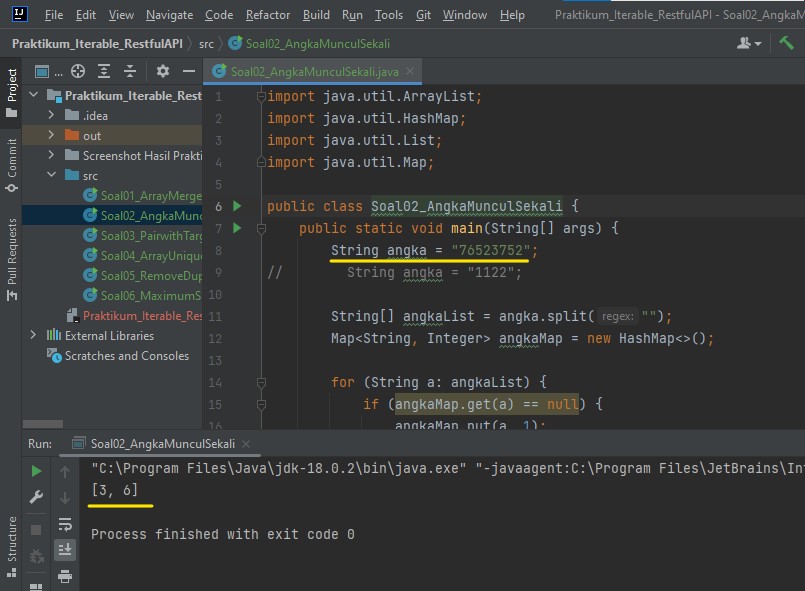 File Edit View Navigate Code Refactor Build Run Tools Git Window Help Praktikum_Iterable_RestfulAPI - Soal02_AngkaM
Praktikum_Iterable_RestfulAPI src Soal02_AngkaMunculSekali
Project
Commit
Pull Requests
Structure
...
Praktikum_Iterable_Rest
.idea
out
Screenshot Hasil Prakti
src
Soal01_ArrayMerge
Soal02_AngkaMunc
Soal03_PairwithTarg
Soal04_ArrayUnique
Soal05_RemoveDup
Soal06_MaximumS
Praktikum_Iterable_Res
External Libraries
Scratches and Consoles
Soal02_AngkaMunculSekali.java
1 import java.util.ArrayList;
2 import java.util.HashMap;
3 import java.util.List;
4 import java.util.Map;
5
6 public class Soal02_AngkaMunculSekali {
7 public static void main(String[] args) {
8 String angka = "76523752";
9 // String angka = "1122";
10
11 String[] angkaList = angka.split( regex: "");
12 Map<String, Integer> angkaMap = new HashMap<>();
13
14 for (String a: angkaList) {
15 if (angkaMap.get(a) == null) {
16 angkaMap.put(a, 1);
Run: Soal02_AngkaMunculSekali
"C:\Program Files\Java\jdk-18.0.2\bin\java.exe" "-javaagent:C:\Program Files\JetBrains\Int
[3, 6]
Process finished with exit code 0